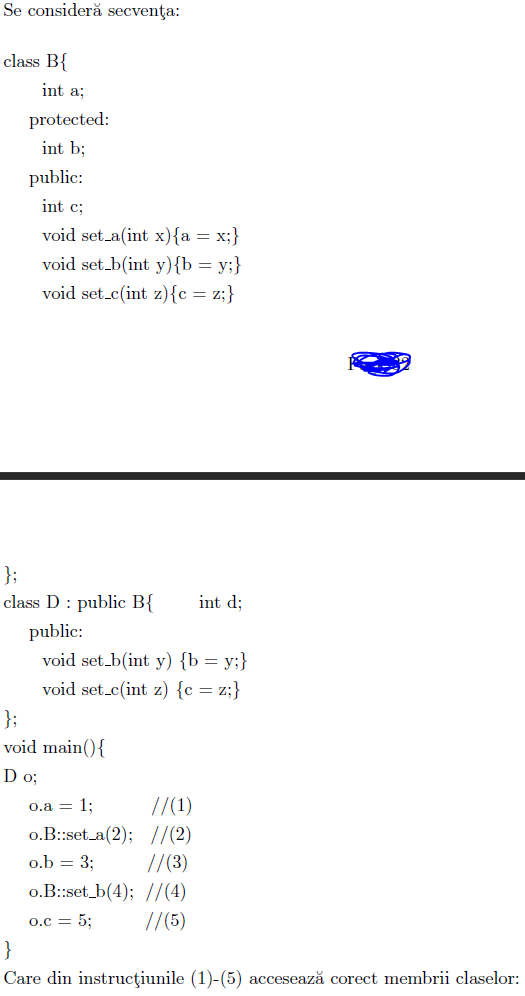 Se consideră secvenţa:
class B{
int a;
protected:
int b;
public:
int c;
void set_a(int x){a = x;}
void set_b(int y){b = y;}
void set_c(int z){c = z;}
};
class D : public B{ int d;
public:
void set_b(int y) {b = y;}
void set_c(int z) {c = z;}
};
void main(){
D o;
o.a = 1; //(1)
o.B::set_a(2); //(2)
o.b = 3; //(3)
o.B::set_b(4); //(4)
o.c = 5; //(5)
}
Care din instrucţiunile (1)-(5) accesează corect membrii claselor: